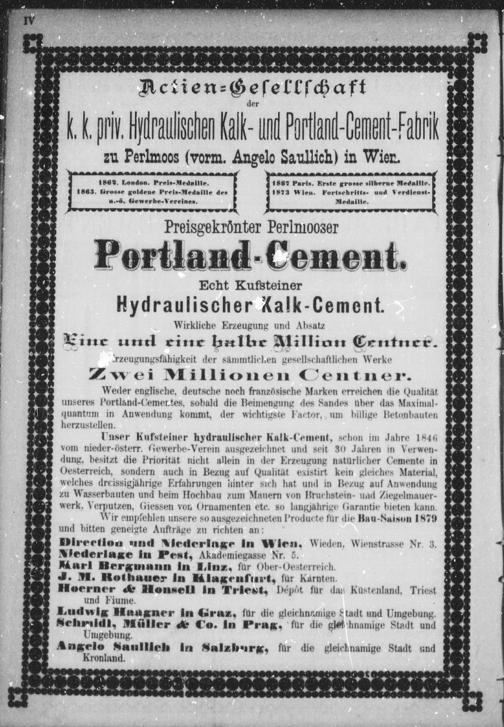 IV
Actien-Gesellschaft
der
k. k. priv. Hydraulischen Kalk- und Portland-Cement-Fabrik
zu Perlmoos (vorm. Angelo Saullich) in Wien.
1862. London. Preis-Medaille.
1865. Grosse goldene Preis-Medaille des
n.-ö. Gewerbe-Vereines.
1867 Paris. Erste grosse silberne Medaille.
1873 Wien. Fortschritts- und Verdienst-
Medaille.
Preisgekrönter Perlmooser
Portland-Cement.
Echt Kufsteiner
Hydraulischer Kalk-Cement.
Wirkliche Erzeugung und Absatz
Eine und eine halbe Million Centner.
Erzeugungsfähigkeit der sämmtlichen gesellschaftlichen Werke
Zwei Millionen Centner.
Weder englische, deutsche noch französische Marken erreichen die Qualität
unseres Portland-Cementes, sobald die Beimengung des Sandes über das Maximal-
quantum in Anwendung kommt, der wichtigste Factor, um billige Betonbauten
herzustellen.
Unser Kufsteiner hydraulischer Kalk-Cement, schon im Jahre 1846
vom nieder-österr. Gewerbe-Verein ausgezeichnet und seit 30 Jahren in Verwen-
dung, besitzt die Priorität nicht allein in der Erzeugung natürlicher Cemente in
Oesterreich, sondern auch in Bezug auf Qualität existirt kein gleiches Material,
welches dreissigjährige Erfahrungen hinter sich hat und in Bezug auf Anwendung
zu Wasserbauten und beim Hochbau zum Mauern von Bruchstein- und Ziegelmauer-
werk, Verputzen, Giessen von Ornamenten etc. so langjährige Garantie bieten kann.
Wir empfehlen unsere so ausgezeichneten Producte für die Bau-Saison 1879
und bitten geneigte Aufträge zu richten an:
Direction und Niederlage in Wien, Wieden, Wienstrasse Nr. 3.
Niederlage in Pest, Akademiegasse Nr. 5.
Karl Bergmann in Linz, für Ober-Oesterreich.
J. M. Rothauer in Klagenfurt, für Kärnten.
Hoerner & Honsell in Triest, Dépôt für das Küstenland, Triest
und Fiume.
Ludwig Haagner in Graz, für die gleichnamige Stadt und Umgebung.
Schmidl, Müller & Co. in Prag, für die gleichnamige Stadt und
Umgebung.
Angelo Saullich in Salzburg, für die gleichnamige Stadt und
Kronland.